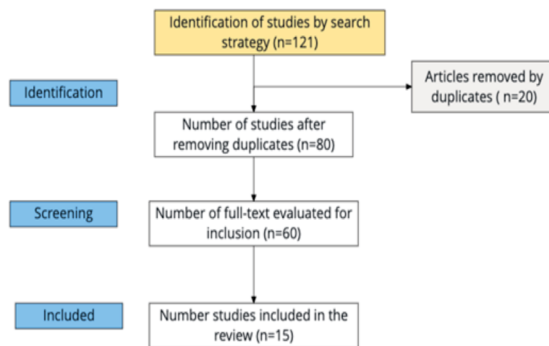 Identification of studies by search
strategy (n=121)
Articles removed by
duplicates ( n=20)
Identification
Number of studies after
removing duplicates (n=80)
Screening
Number of full-text evaluated for
inclusion (n=60)
Included
Number studies included in the
review (n=15)